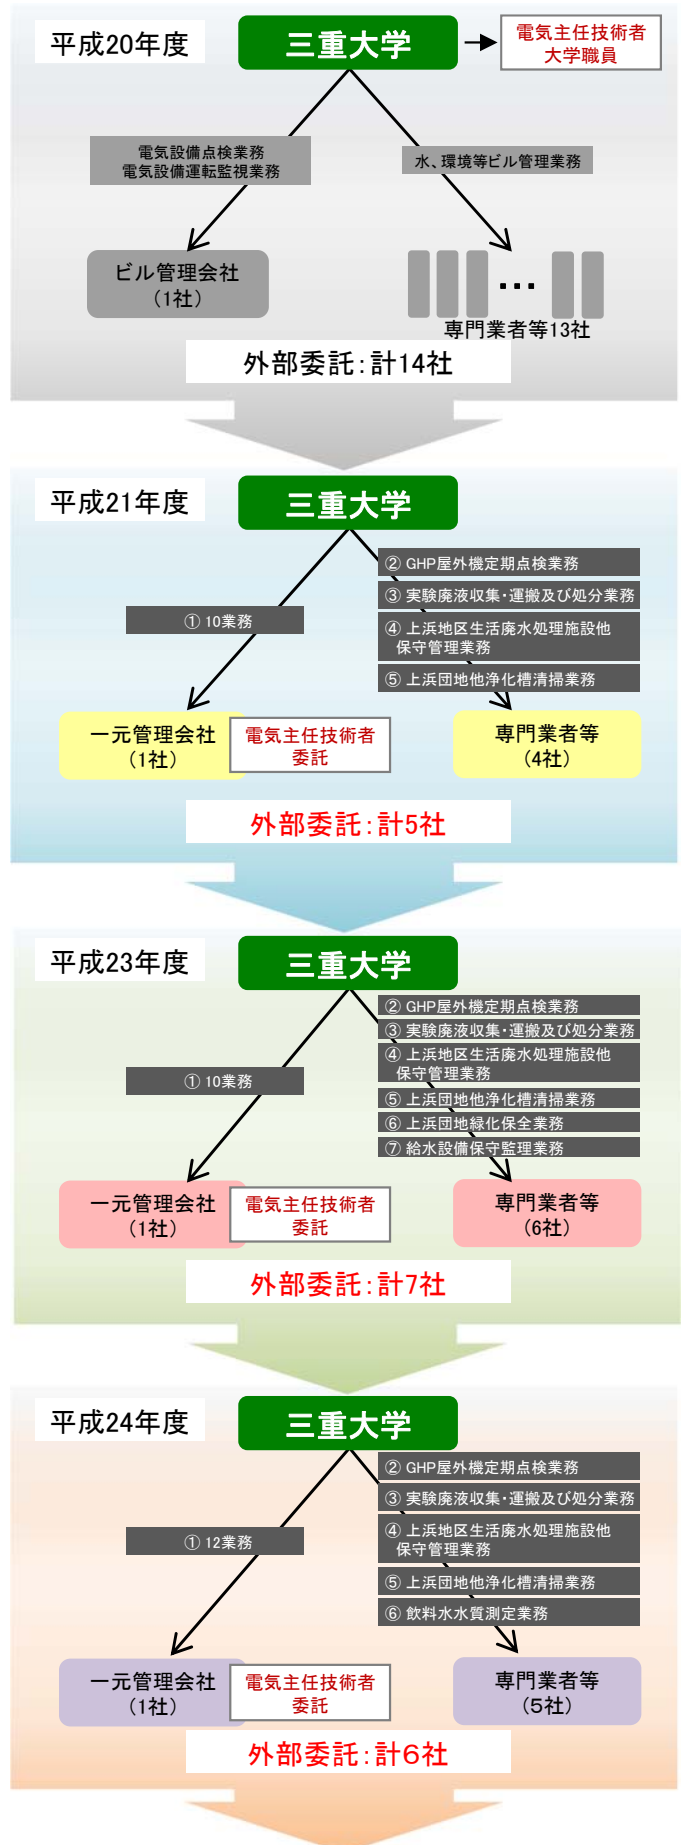 平成20年度
三重大学
電気主任技術者
大学職員
電気設備点検業務
電気設備運転監視業務
水、環境等ビル管理業務
ビル管理会社
(1社)
…
専門業者等13社
外部委託：計14社
平成21年度
三重大学
① 10業務
② GHP屋外機定期点検業務
③ 実験廃液収集・運搬及び処分業務
④ 上浜地区生活廃水処理施設他
保守管理業務
⑤ 上浜団地他浄化槽清掃業務
一元管理会社
(1社)
電気主任技術者
委託
専門業者等
(4社)
外部委託：計5社
平成23年度
三重大学
① 10業務
② GHP屋外機定期点検業務
③ 実験廃液収集・運搬及び処分業務
④ 上浜地区生活廃水処理施設他
保守管理業務
⑤ 上浜団地他浄化槽清掃業務
⑥ 上浜団地緑化保全業務
⑦ 給水設備保守監理業務
一元管理会社
(1社)
電気主任技術者
委託
専門業者等
(6社)
外部委託：計7社
平成24年度
三重大学
① 12業務
② GHP屋外機定期点検業務
③ 実験廃液収集・運搬及び処分業務
④ 上浜地区生活廃水処理施設他
保守管理業務
⑤ 上浜団地他浄化槽清掃業務
⑥ 飲料水水質測定業務
一元管理会社
(1社)
電気主任技術者
委託
専門業者等
(５社)
外部委託：計６社